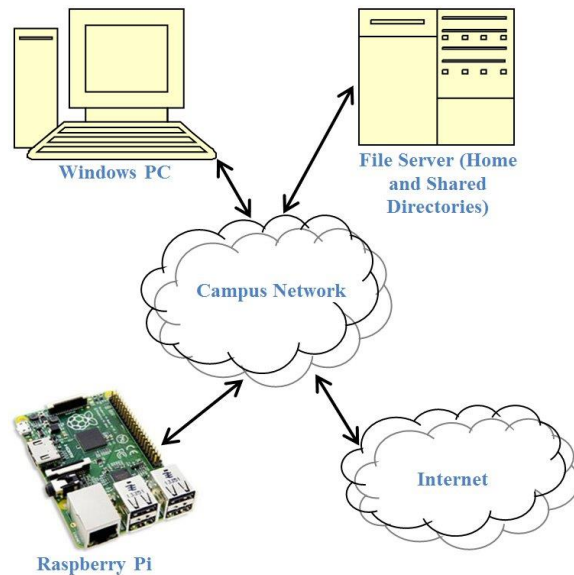 Windows PC
File Server (Home
and Shared
Directories)
Campus Network
Internet
Raspberry Pi